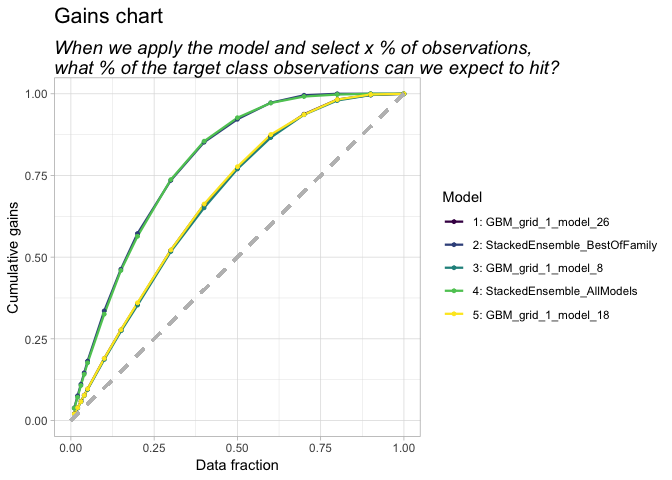 Gains chart
When we apply the model and select x % of observations,
what % of the target class observations can we expect to hit?
1.00
0.75
0.50
0.25
0.00
Cumulative gains
0.00 0.25 0.50 0.75 1.00
Data fraction
Model
1: GBM_grid_1_model_26
2: StackedEnsemble_BestOfFamily
3: GBM_grid_1_model_8
4: StackedEnsemble_AllModels
5: GBM_grid_1_model_18